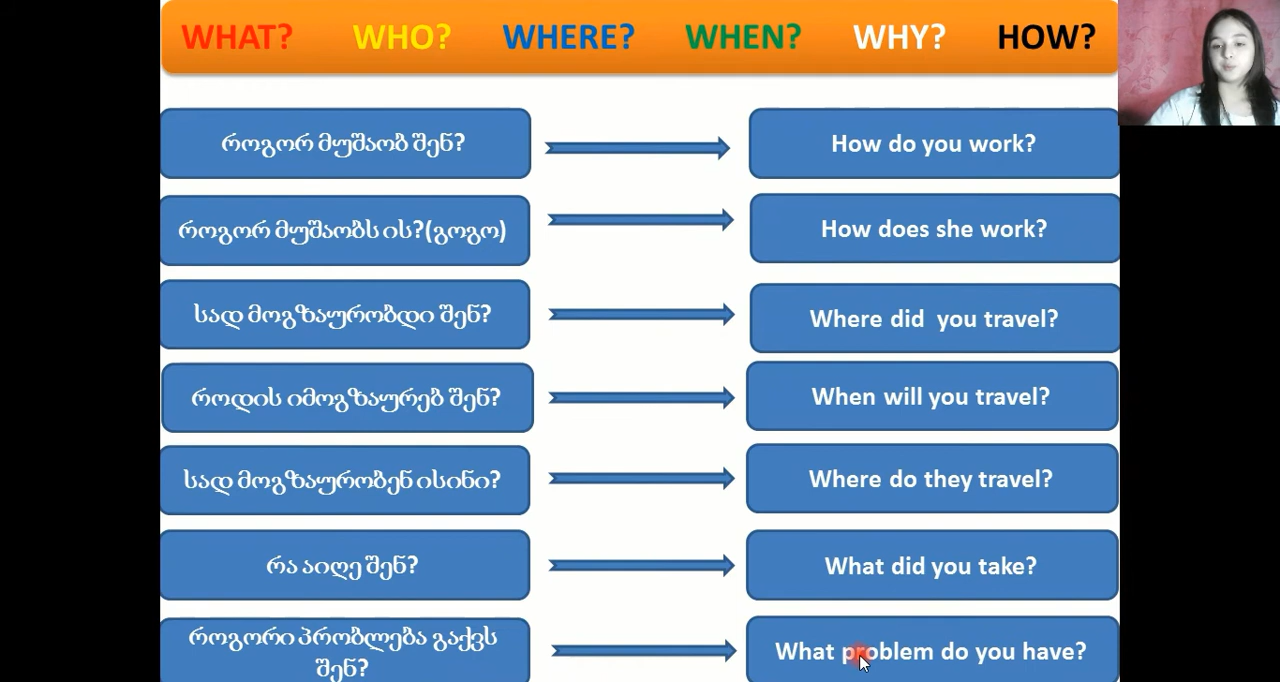 WHAT? WHO? WHERE? WHEN? WHY? HOW?
როგორ მუშაობ შენ?
How do you work?
როგორ მუშაობს ის?(გოგო)
How does she work?
სად მოგზაურობდი შენ?
Where did you travel?
როდის იმოგზაურებ შენ?
When will you travel?
სად მოგზაურობენ ისინი?
Where do they travel?
რა აიღე შენ?
What did you take?
როგორი პრობლება გაქვს
შენ?
What problem do you have?